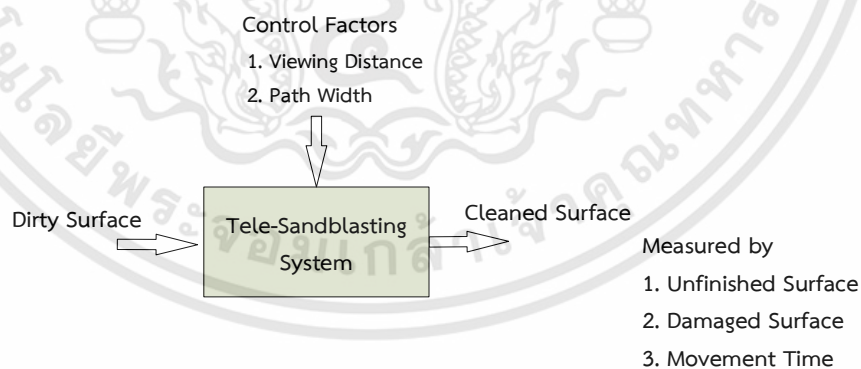 Control Factors
1. Viewing Distance
2. Path Width
Dirty Surface
Tele-Sandblasting
System
Cleaned Surface
Measured by
1. Unfinished Surface
2. Damaged Surface
3. Movement Time